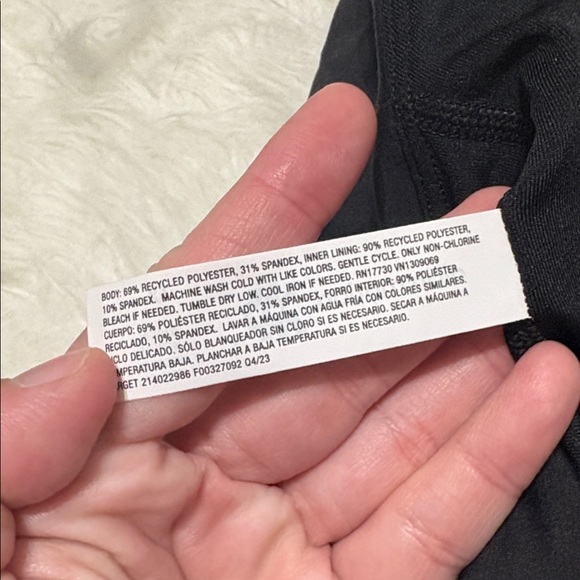 BODY: 69% RECYCLED POLYESTER, 31% SPANDEX, INNER LINING: 90% RECYCLED POLYESTER,
10% SPANDEX. MACHINE WASH COLD WITH LIKE COLORS. GENTLE CYCLE. ONLY NON-CHLORINE
BLEACH IF NEEDED. TUMBLE DRY LOW. COOL IRON IF NEEDED. RN17730 VN1309069
CUERPO: 69% POLIÉSTER RECICLADO, 31% SPANDEX, FORRO INTERIOR: 90% POLIÉSTER
RECICLADO, 10% SPANDEX. LAVAR A MÁQUINA CON AGUA FRÍA CON COLORES SIMILARES.
CICLO DELICADO. SÓLO BLANQUEADOR SIN CLORO SI ES NECESARIO. SECAR A MÁQUINA A
MPERATURA BAJA. PLANCHAR A BAJA TEMPERATURA SI ES NECESARIO.
RGET 214022986 F00327092 Q4/23